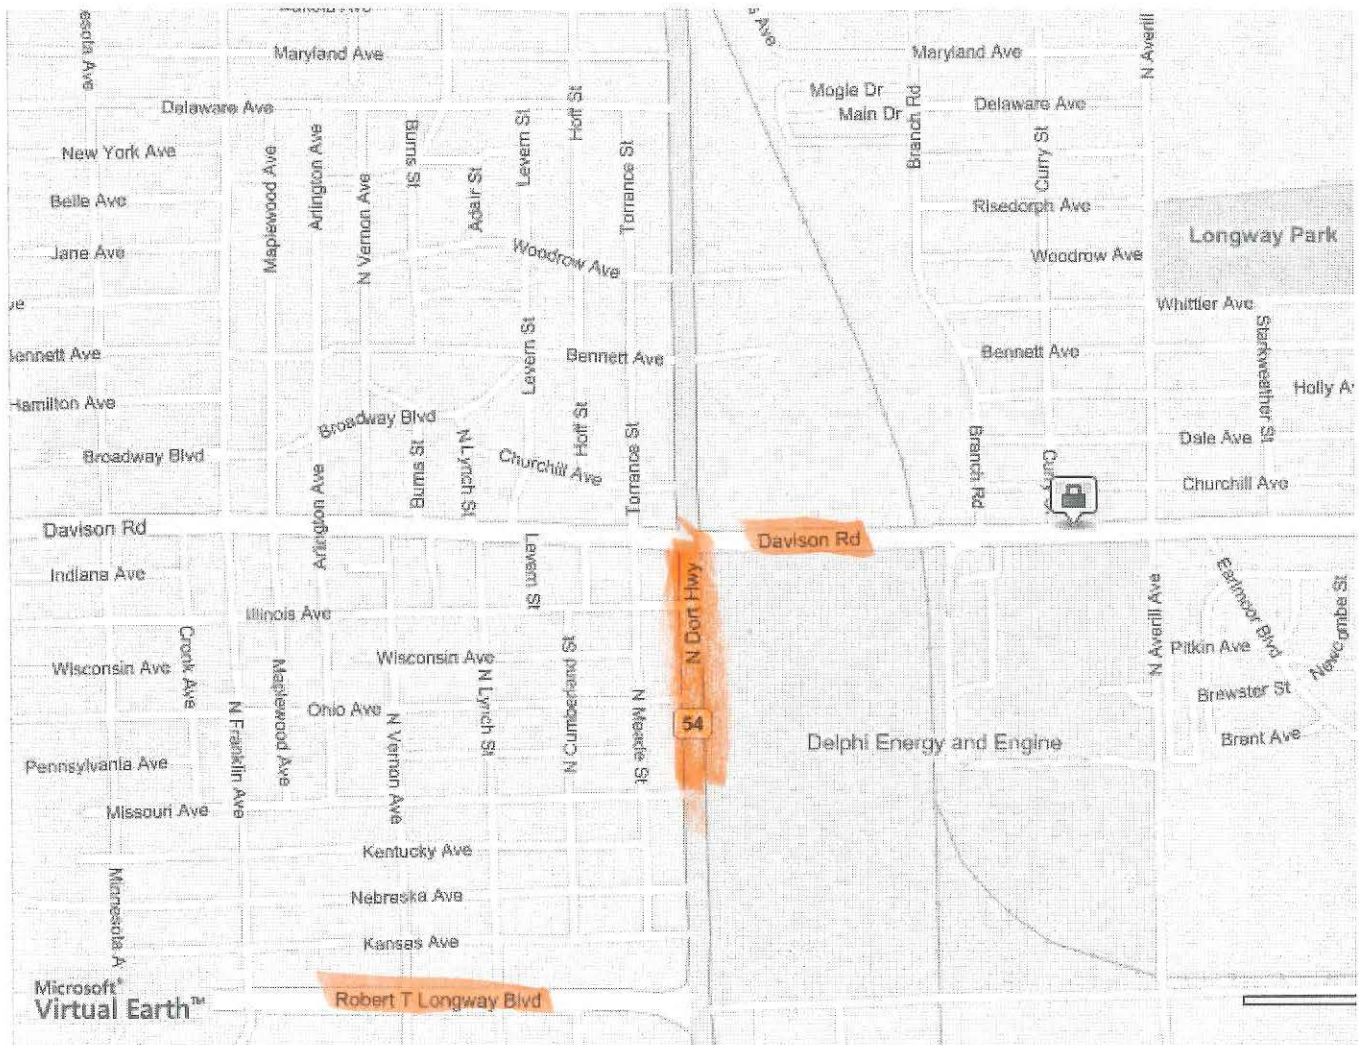 Maryland Ave
Maryland Ave
N Averill
Mogle Dr
Main Dr
Delaware Ave
Delaware Ave
Branch Rd
Hoff St
Levern St
Burns St
Arlington Ave
New York Ave
Maplewood Ave
Adair St
Torrance St
Curry St
Belle Ave
N Vernon Ave
Risedorph Ave
Longway Park
Jane Ave
Woodrow Ave
Woodrow Ave
Whittier Ave
Levern St
Starkweather St
Bennett Ave
Bennett Ave
Holly
Hamilton Ave
Broadway Blvd
Hoff St
Broadway Blvd
Burns St
N Lynch St
Churchill Ave
Torrance St
Branch Rd
Dale Ave
Churchill Ave
Arlington Ave
Davison Rd
Davison Rd
Indiana Ave
Levern St
N Dort Hwy
Illinois Ave
N Averill Ave
Earlmoor Blvd
Newcombe St
Cronk Ave
Wisconsin Ave
Wisconsin Ave
Pitkin Ave
Brewster St
Maplewood Ave
Ohio Ave
N Lynch St
N Cumberland St
N Meade St
54
N Franklin Ave
N Vernon Ave
Delphi Energy and Engine
Brent Ave
Pennsylvania Ave
Missouri Ave
Kentucky Ave
Nebraska Ave
Minnesota A
Kansas Ave
Microsoft®
Virtual Earth™
Robert T Longway Blvd